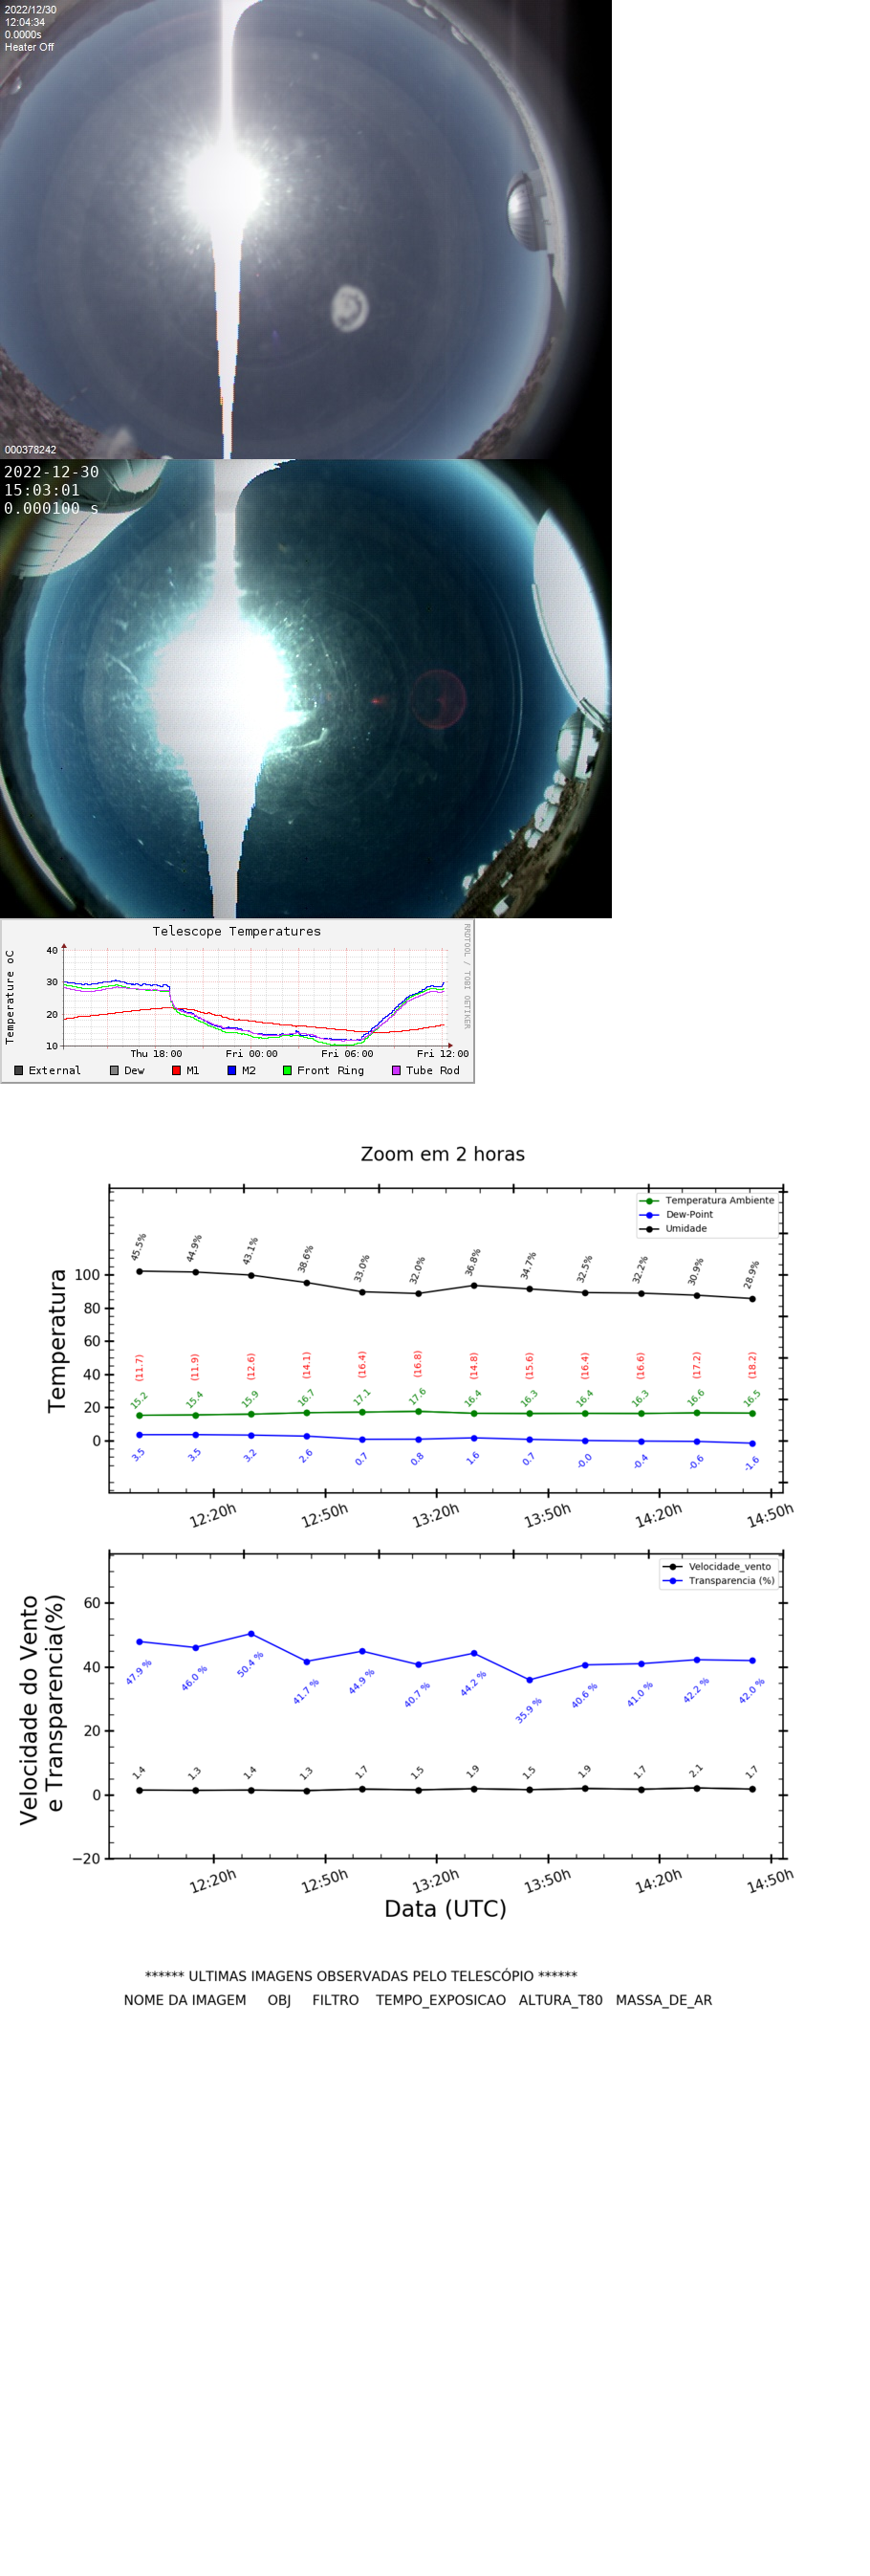 2022/12/30
12:04:34
0.0000s
Heater Off
000378242
2022-12-30
15:03:01
0.000100 s
Telescope Temperatures
RRDTOOL / TOBI OETIKER
Temperature oC
40
30
20
10
Thu 18:00 Fri 00:00 Fri 06:00 Fri 12:00
External Dew M1 M2 Front Ring Tube Rod
Zoom em 2 horas
Temperatura Ambiente
Dew-Point
Umidade
Temperatura
100
80
60
40
20
0
45.5% 44.9% 43.1% 38.6% 33.0% 32.0% 36.8% 34.7% 32.5% 32.2% 30.9% 28.9%
(11.7) (11.9) (12.6) (14.1) (16.4) (16.8) (14.8) (15.6) (16.4) (16.6) (17.2) (18.2)
15.2 15.4 15.9 16.7 17.1 17.6 16.4 16.3 16.4 16.3 16.6 16.5
3.5 3.5 3.2 2.6 0.7 0.8 1.6 0.7 -0.0 -0.4 -0.6 -1.6
12:20h 12:50h 13:20h 13:50h 14:20h 14:50h
Velocidade_vento
Transparencia (%)
Velocidade do Vento
e Transparencia(%)
60
40
20
0
−20
47.9 % 46.0 % 50.4 % 41.7 % 44.9 % 40.7 % 44.2 % 35.9 % 40.6 % 41.0 % 42.2 % 42.0 %
1.4 1.3 1.4 1.3 1.7 1.5 1.9 1.5 1.9 1.7 2.1 1.7
12:20h 12:50h 13:20h 13:50h 14:20h 14:50h
Data (UTC)
****** ULTIMAS IMAGENS OBSERVADAS PELO TELESCÓPIO ******
NOME DA IMAGEM OBJ FILTRO TEMPO_EXPOSICAO ALTURA_T80 MASSA_DE_AR